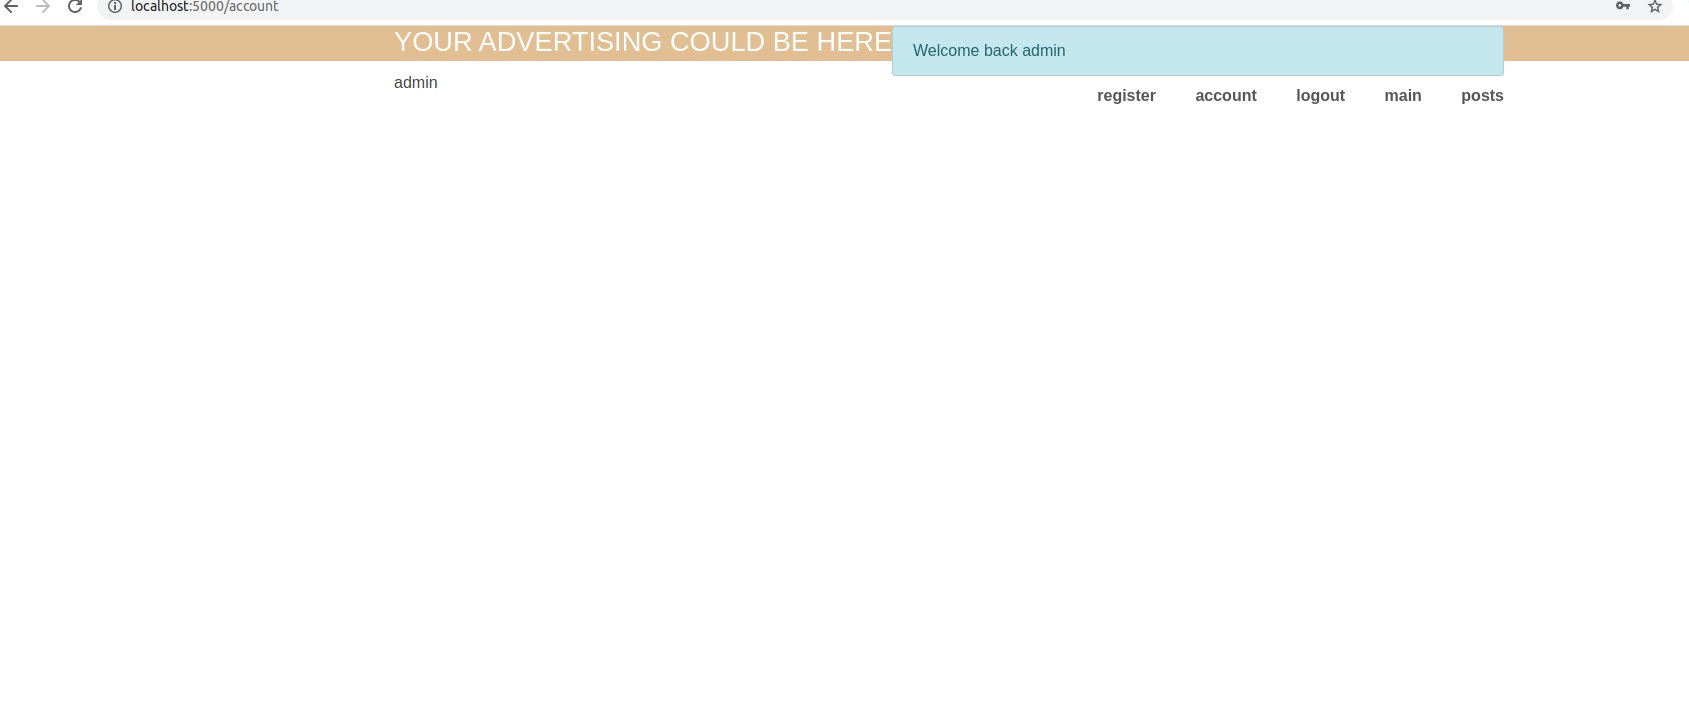 localhost:5000/account
YOUR ADVERTISING COULD BE HERE
Welcome back admin
admin
register account logout main posts